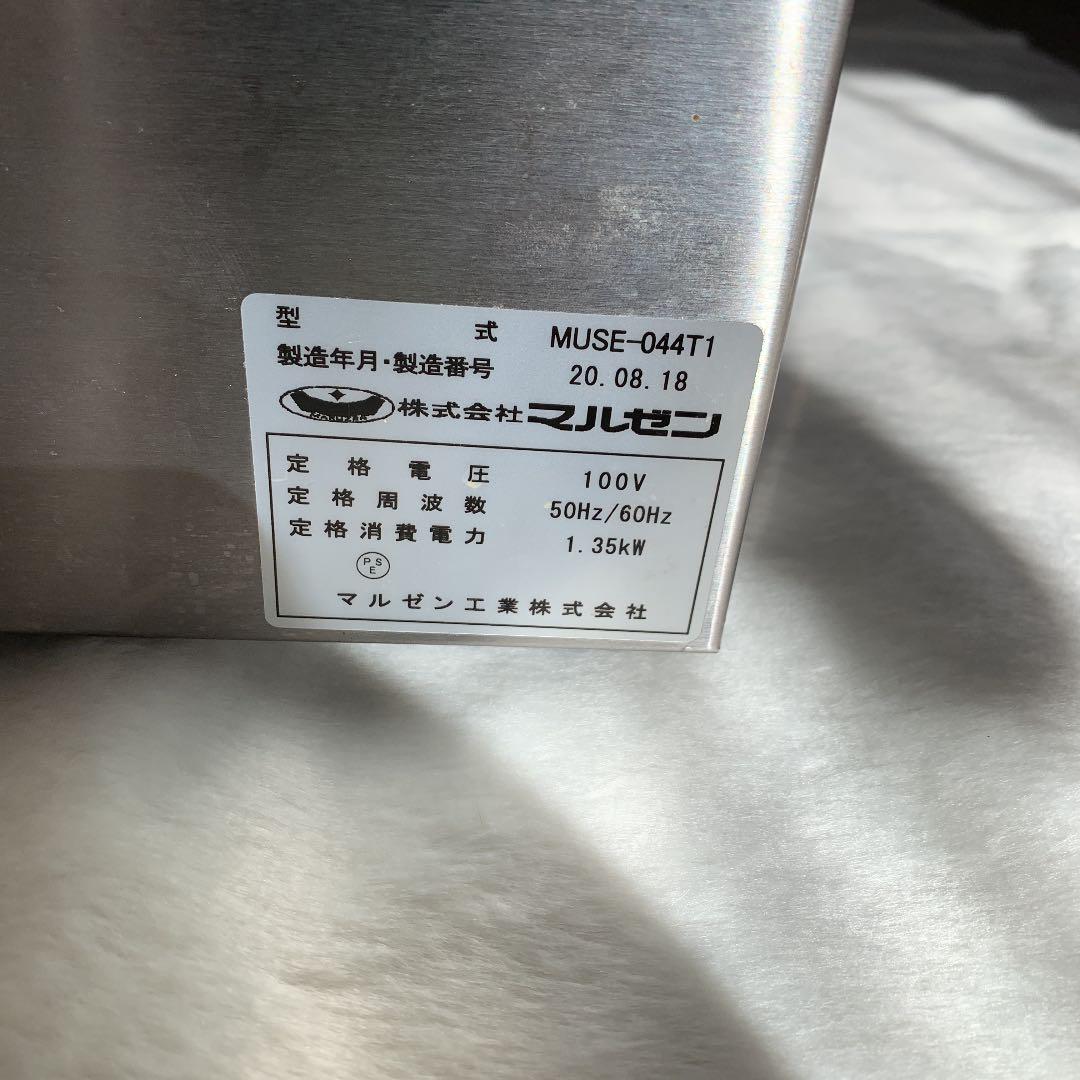 型式 MUSE-044T1
製造年月・製造番号 20.08.18
MARUZEN 株式会社マルゼン
定格電圧 100V
定格周波数 50Hz/60Hz
定格消費電力 1.35kW
PSE
マルゼン工業株式会社